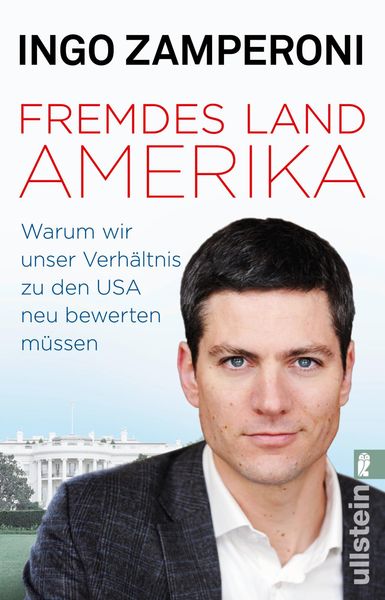 INGO ZAMPERONI
FREMDES LAND
AMERIKA
Warum wir
unser Verhältnis
zu den USA
neu bewerten
müssen
ullstein